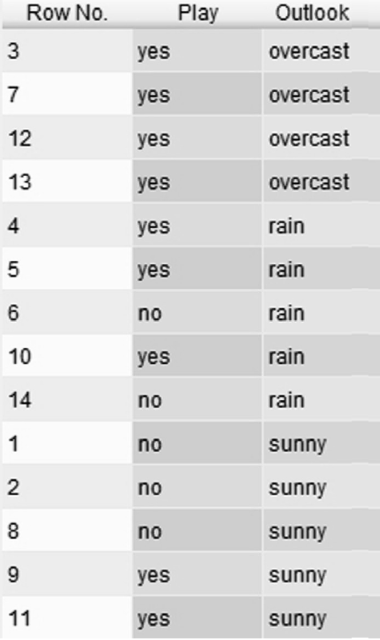 Row No. Play Outlook
3 yes overcast
7 yes overcast
12 yes overcast
13 yes overcast
4 yes rain
5 yes rain
6 no rain
10 yes rain
14 no rain
1 no sunny
2 no sunny
8 no sunny
9 yes sunny
11 yes sunny